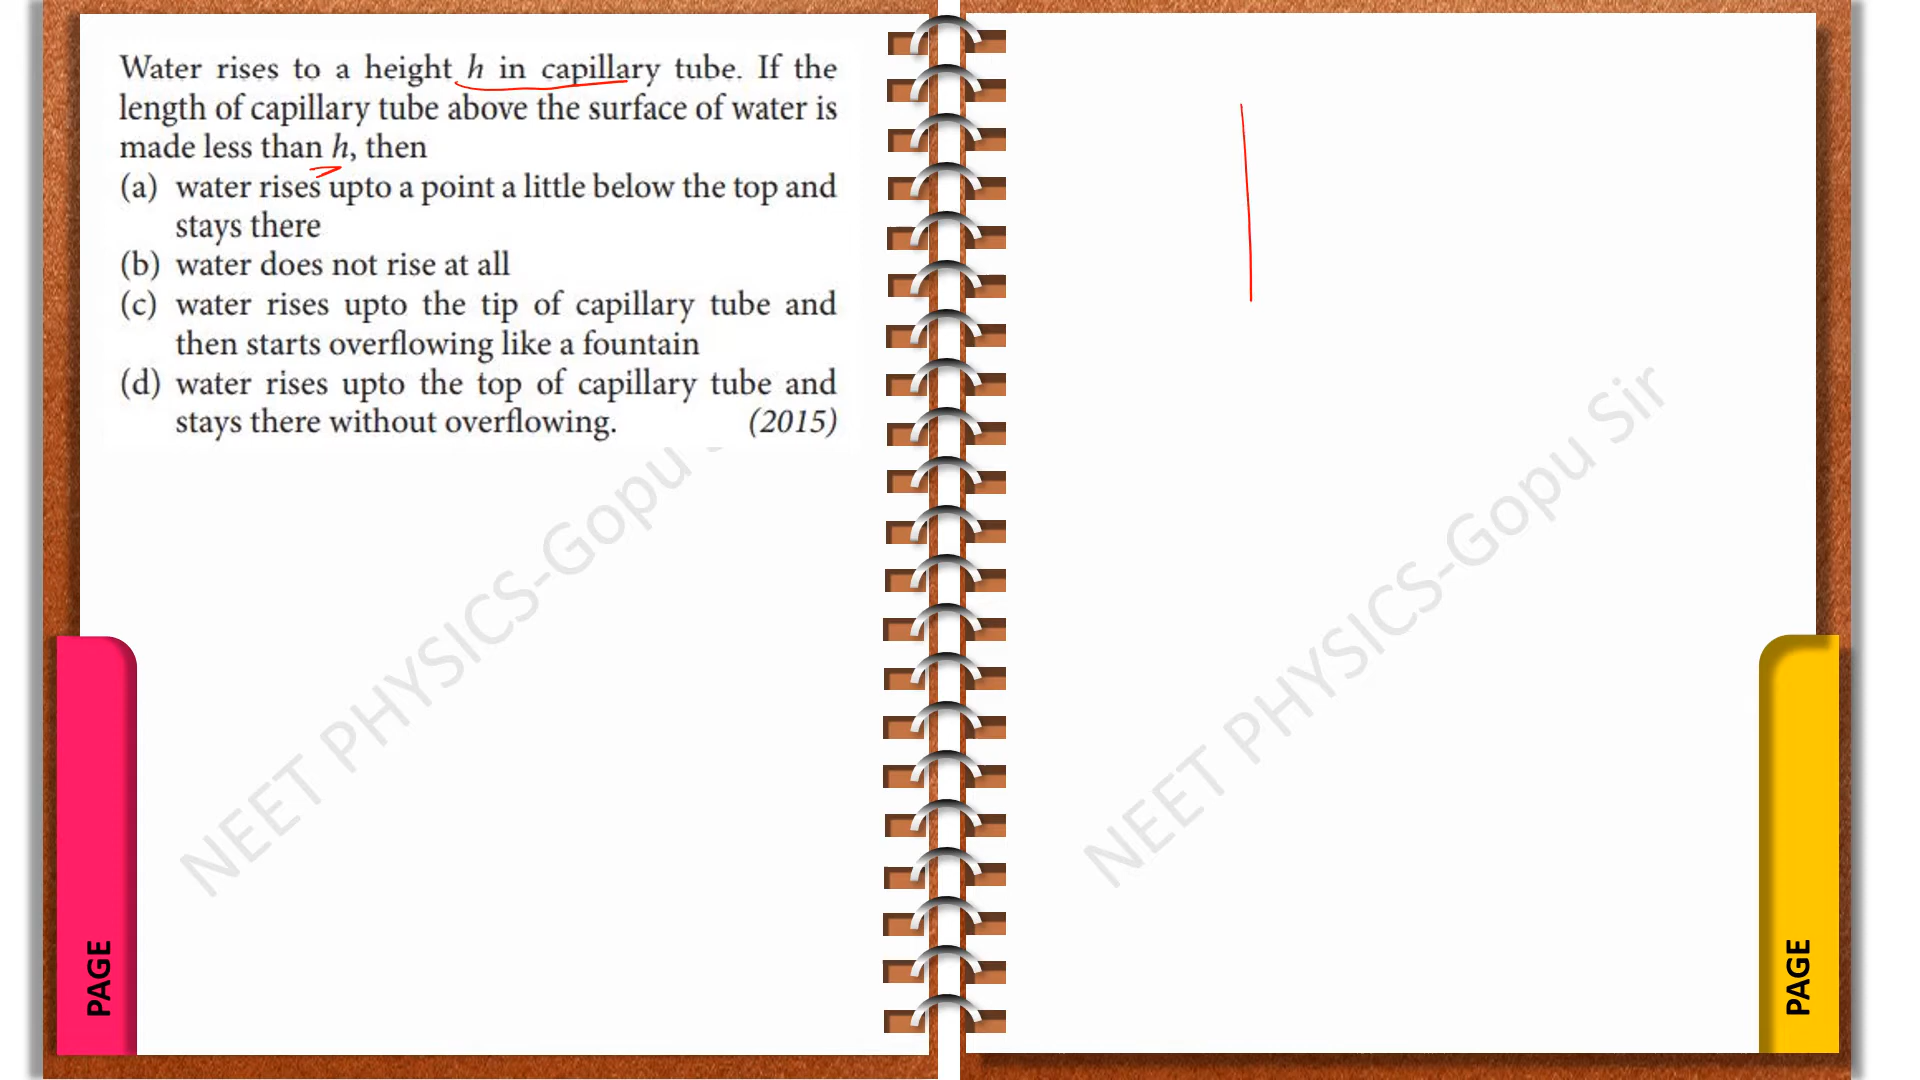 Water rises to a height h in capillary tube. If the
length of capillary tube above the surface of water is
made less than h, then
(a) water rises upto a point a little below the top and
stays there
(b) water does not rise at all
(c) water rises upto the tip of capillary tube and
then starts overflowing like a fountain
(d) water rises upto the top of capillary tube and
stays there without overflowing. (2015)
NEET PHYSICS-Gopu
PAGE
NEET PHYSICS-Gopu Sir
PAGE